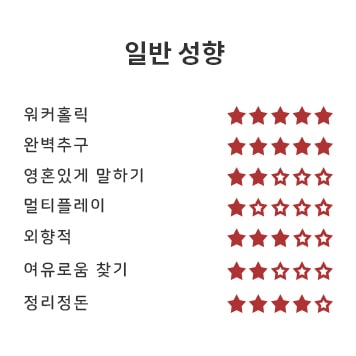 일반 성향
워커홀릭 ★★★★★
완벽추구 ★★★★★
영혼있게 말하기 ★★☆☆☆
멀티플레이 ★☆☆☆☆
외향적 ★★★☆☆
여유로움 찾기 ★★☆☆☆
정리정돈 ★★★★☆